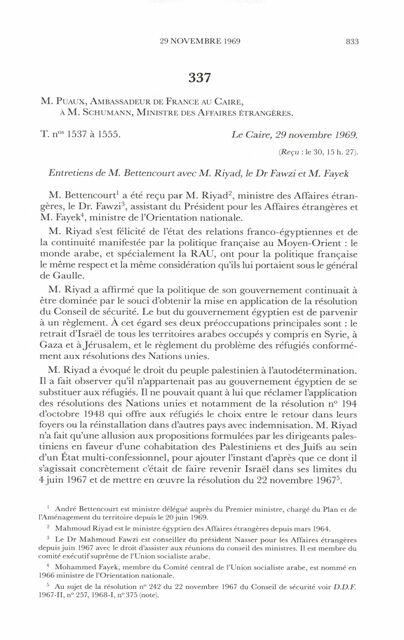 29 NOVEMBRE 1969 833
337
M. Puaux, Ambassadeur de France au Caire,
à M. Schumann, Ministre des Affaires étrangères.
T. nos 1537 à 1555. Le Caire, 29 novembre 1969.
(Reçu : le 30, 15 h. 27).
Entretiens de M. Bettencourt avec M. Riyad, le Dr Fawzi et M. Fayek
M. Bettencourt1 a été reçu par M. Riyad2, ministre des Affaires étran-
gères, le Dr. Fawzi3, assistant du Président pour les Affaires étrangères et
M. Fayek4, ministre de l'Orientation nationale.
M. Riyad s'est félicité de l'état des relations franco-égyptiennes et de
la continuité manifestée par la politique française au Moyen-Orient : le
monde arabe, et spécialement la RAU, ont pour la politique française
le même respect et la même considération qu'ils lui portaient sous le général
de Gaulle.
M. Riyad a affirmé que la politique de son gouvernement continuait à
être dominée par le souci d'obtenir la mise en application de la résolution
du Conseil de sécurité. Le but du gouvernement égyptien est de parvenir
à un règlement. À cet égard ses deux préoccupations principales sont : le
retrait d'Israël de tous les territoires arabes occupés y compris en Syrie, à
Gaza et à Jérusalem, et le règlement du problème des réfugiés conformé-
ment aux résolutions des Nations unies.
M. Riyad a évoqué le droit du peuple palestinien à l'autodétermination.
Il a fait observer qu'il n'appartenait pas au gouvernement égyptien de se
substituer aux réfugiés. Il ne pouvait quant à lui que réclamer l'application
des résolutions des Nations unies et notamment de la résolution no 194
d'octobre 1948 qui offre aux réfugiés le choix entre le retour dans leurs
foyers ou la réinstallation dans d'autres pays avec indemnisation. M. Riyad
n'a fait qu'une allusion aux propositions formulées par les dirigeants pales-
tiniens en faveur d'une cohabitation des Palestiniens et des Juifs au sein
d'un État multi-confessionnel, pour ajouter l'instant d'après que ce dont il
s'agissait concrètement c'était de faire revenir Israël dans ses limites du
4 juin 1967 et de mettre en œuvre la résolution du 22 novembre 19675.
1 André Bettencourt est ministre délégué auprès du Premier ministre, chargé du Plan et de
l'Aménagement du territoire depuis le 20 juin 1969.
2 Mahmoud Riyad est le ministre égyptien des Affaires étrangères depuis mars 1964.
3 Le Dr Mahmoud Fawzi est conseiller du président Nasser pour les Affaires étrangères
depuis juin 1967 avec le droit d'assister aux réunions du conseil des ministres. Il est membre du
comité exécutif suprême de l'Union socialiste arabe.
4 Mohammed Fayek, membre du Comité central de l'Union socialiste arabe, est nommé en
1966 ministre de l'Orientation nationale.
5 Au sujet de la résolution no 242 du 22 novembre 1967 du Conseil de sécurité voir D.D.F.
1967-II, no 257, 1968-I, no 375 (note).